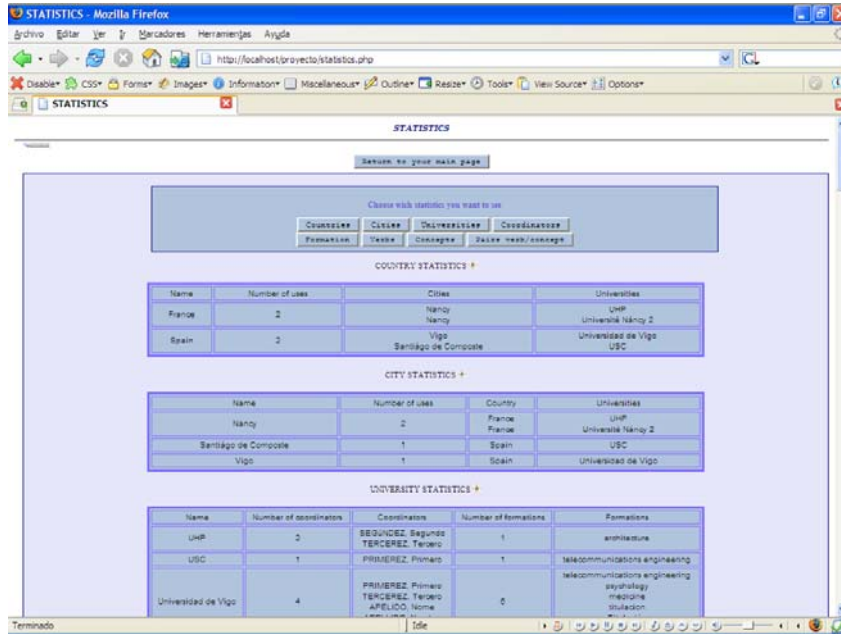 STATISTICS - Mozilla Firefox
Archivo Editar Ver Ir Marcadores Herramientas Ayuda
http://localhost/proyecto/statistics.php
Disable CSS Forms Images Information Miscellaneous Outline Resize Tools View Source Options
STATISTICS
STATISTICS
Return to your main page
Choose wich statistics you want to see
Countries Cities Universities Coordinators
Formation Verbs Concepts Pairs verb/concept
COUNTRY STATISTICS
Name Number of uses Cities Universities
France 2 Nancy UHP
Nancy Université Nancy 2
Spain 2 Vigo Universidad de Vigo
Santiago de Composte USC
CITY STATISTICS
Name Number of uses Country Universities
Nancy 2 France UHP
France Université Nancy 2
Santiago de Composte 1 Spain USC
Vigo 1 Spain Universidad de Vigo
UNIVERSITY STATISTICS
Name Number of coordinators Coordinators Number of formations Formations
UHP 2 SEGÚNDEZ, Segundo 1 architecture
TERCEREZ, Tercero
USC 1 PRIMEREZ, Primero 1 telecommunications engineering
Universidad de Vigo 4 PRIMEREZ, Primero 6 telecommunications engineering
TERCEREZ, Tercero psychology
APELIDO, Nome medicine
titulacion
Terminado Idle